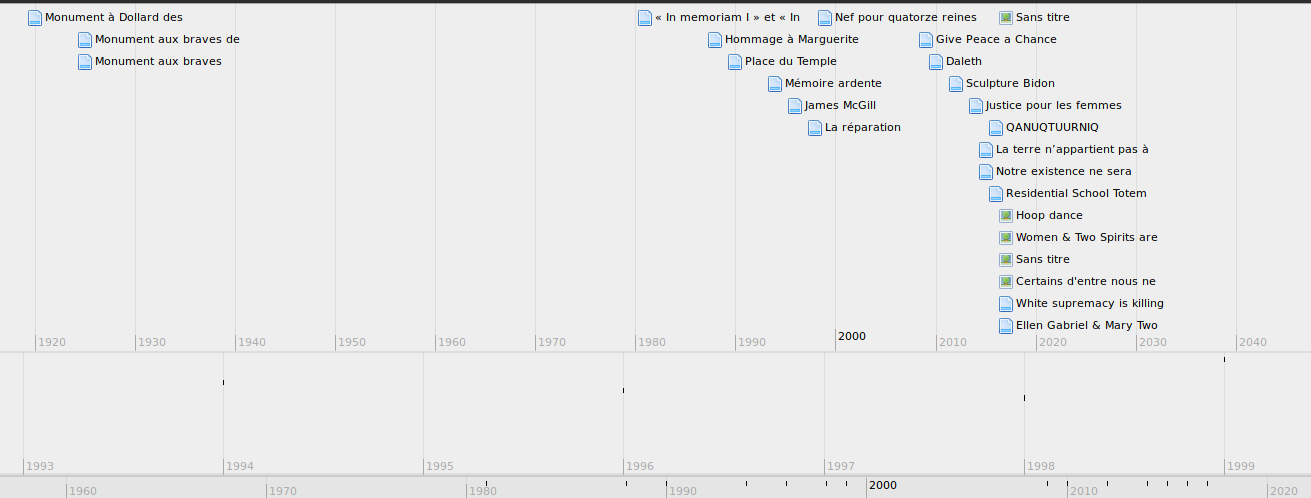 Monument à Dollard des
« In memoriam I » et « In
Nef pour quatorze reines
Sans titre
Monument aux braves de
Hommage à Marguerite
Give Peace a Chance
Monument aux braves
Place du Temple
Daleth
Mémoire ardente
Sculpture Bidon
James McGill
Justice pour les femmes
La réparation
QANUQTUURNIQ
La terre n’appartient pas à
Notre existence ne sera
Residential School Totem
Hoop dance
Women & Two Spirits are
Sans titre
Certains d'entre nous ne
White supremacy is killing
Ellen Gabriel & Mary Two
1920 1930 1940 1950 1960 1970 1980 1990 2000 2010 2020 2030 2040
1993 1994 1995 1996 1997 1998 1999
1960 1970 1980 1990 2000 2010 2020